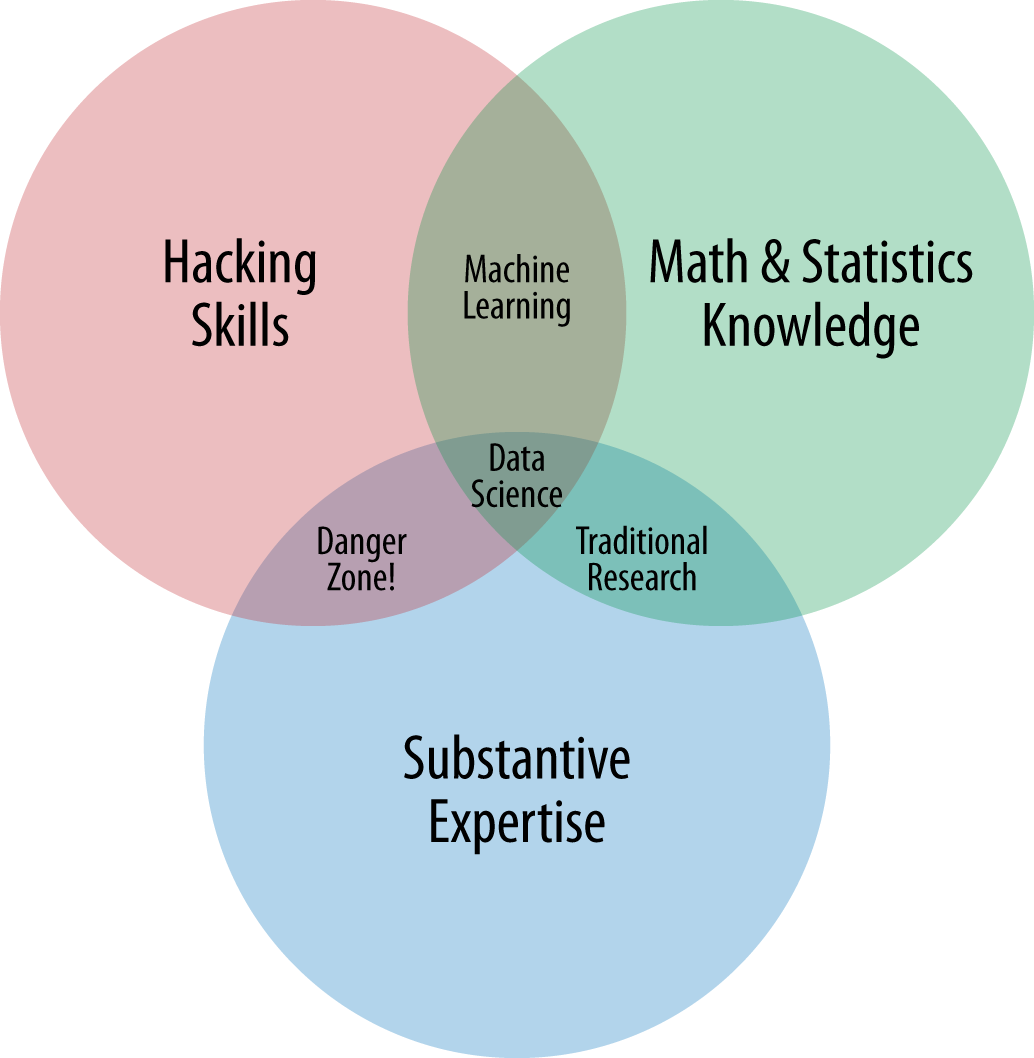 Hacking
Skills
Machine
Learning
Math & Statistics
Knowledge
Data
Science
Danger
Zone!
Traditional
Research
Substantive
Expertise